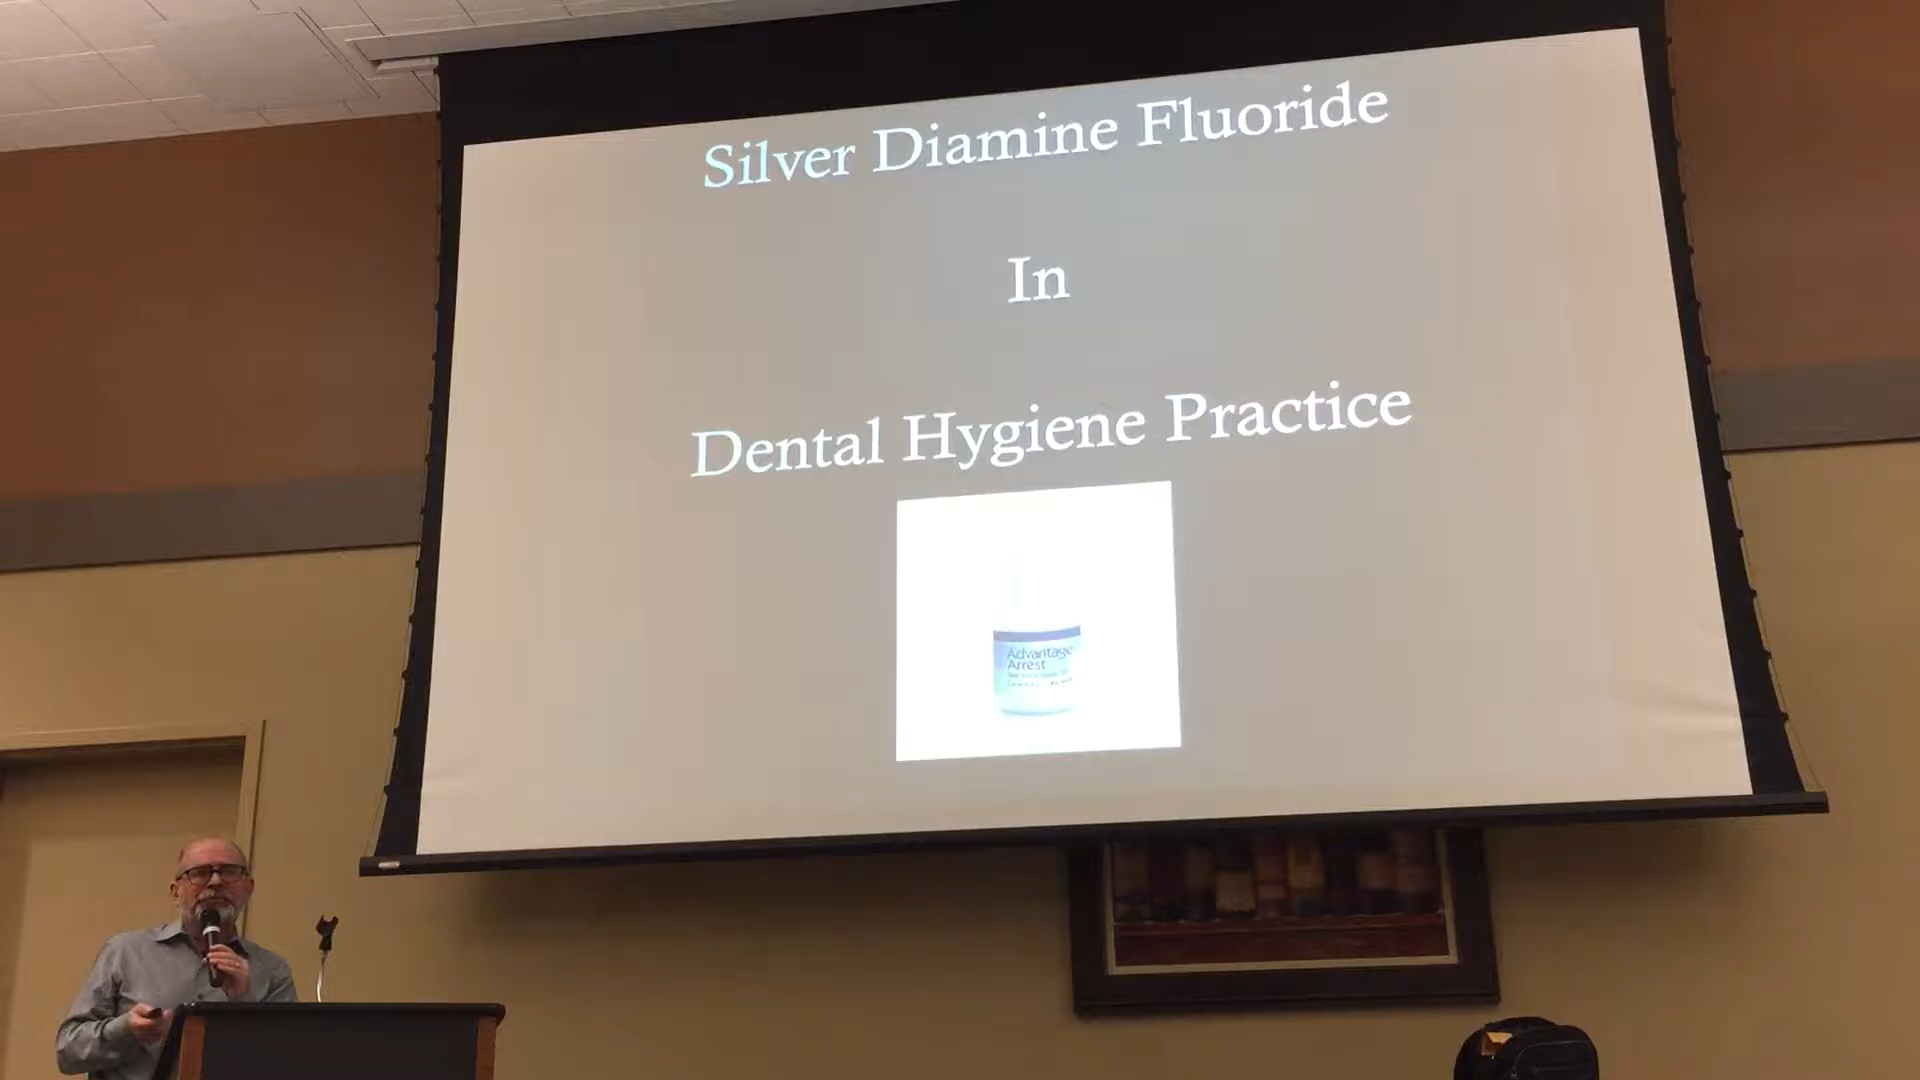 Silver Diamine Fluoride
In
Dental Hygiene Practice
Advantage
Arrest